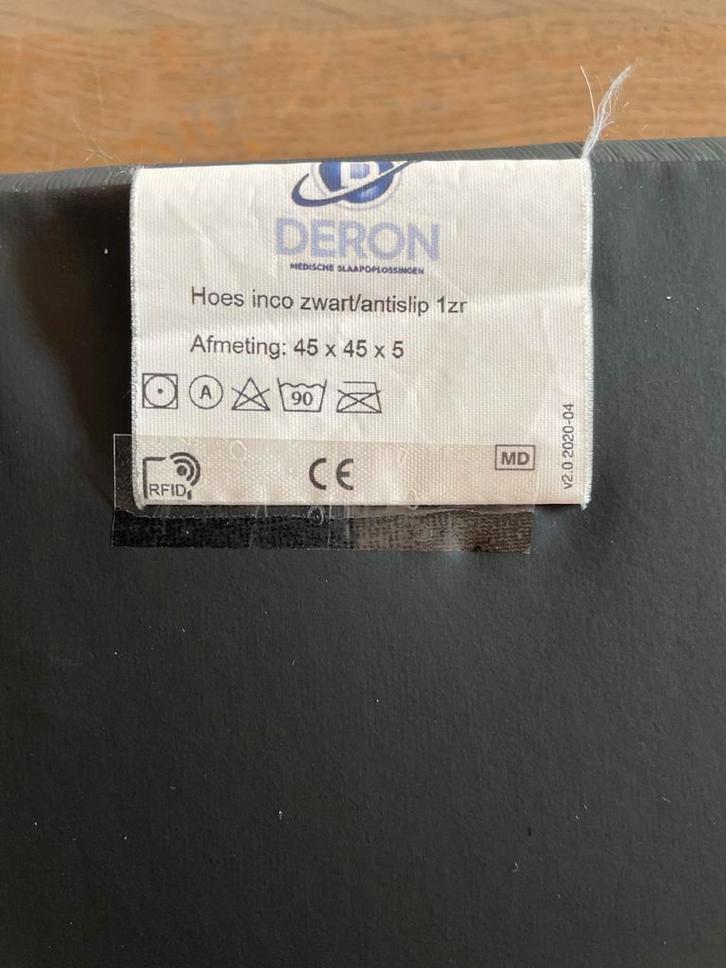 DERON
MEDISCHE SLAAPOPLOSSINGEN
Hoes inco zwart/antislip 1zr
Afmeting: 45 x 45 x 5
A 90
RFID CE MD
v2.0 2020-04